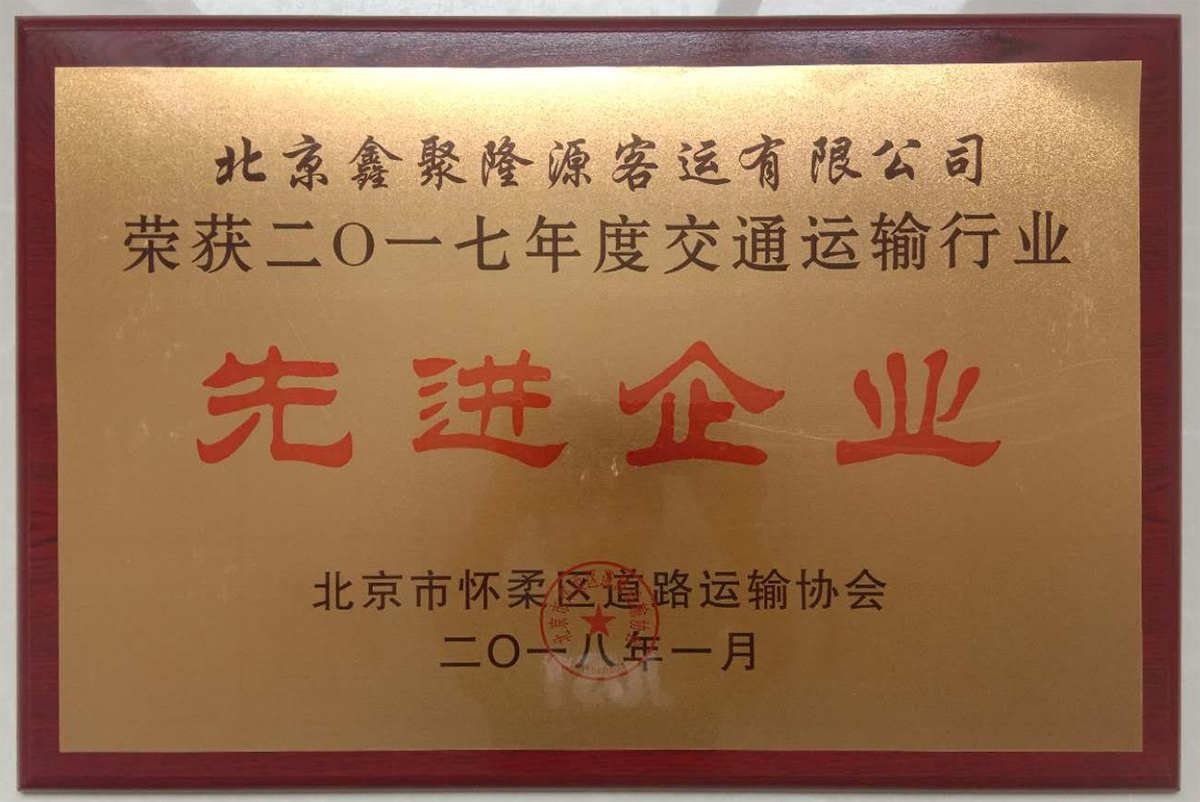 北京鑫聚隆源客运有限公司
荣获二〇一七年度交通运输行业
先进企业
北京市怀柔区道路运输协会
二〇一八年一月